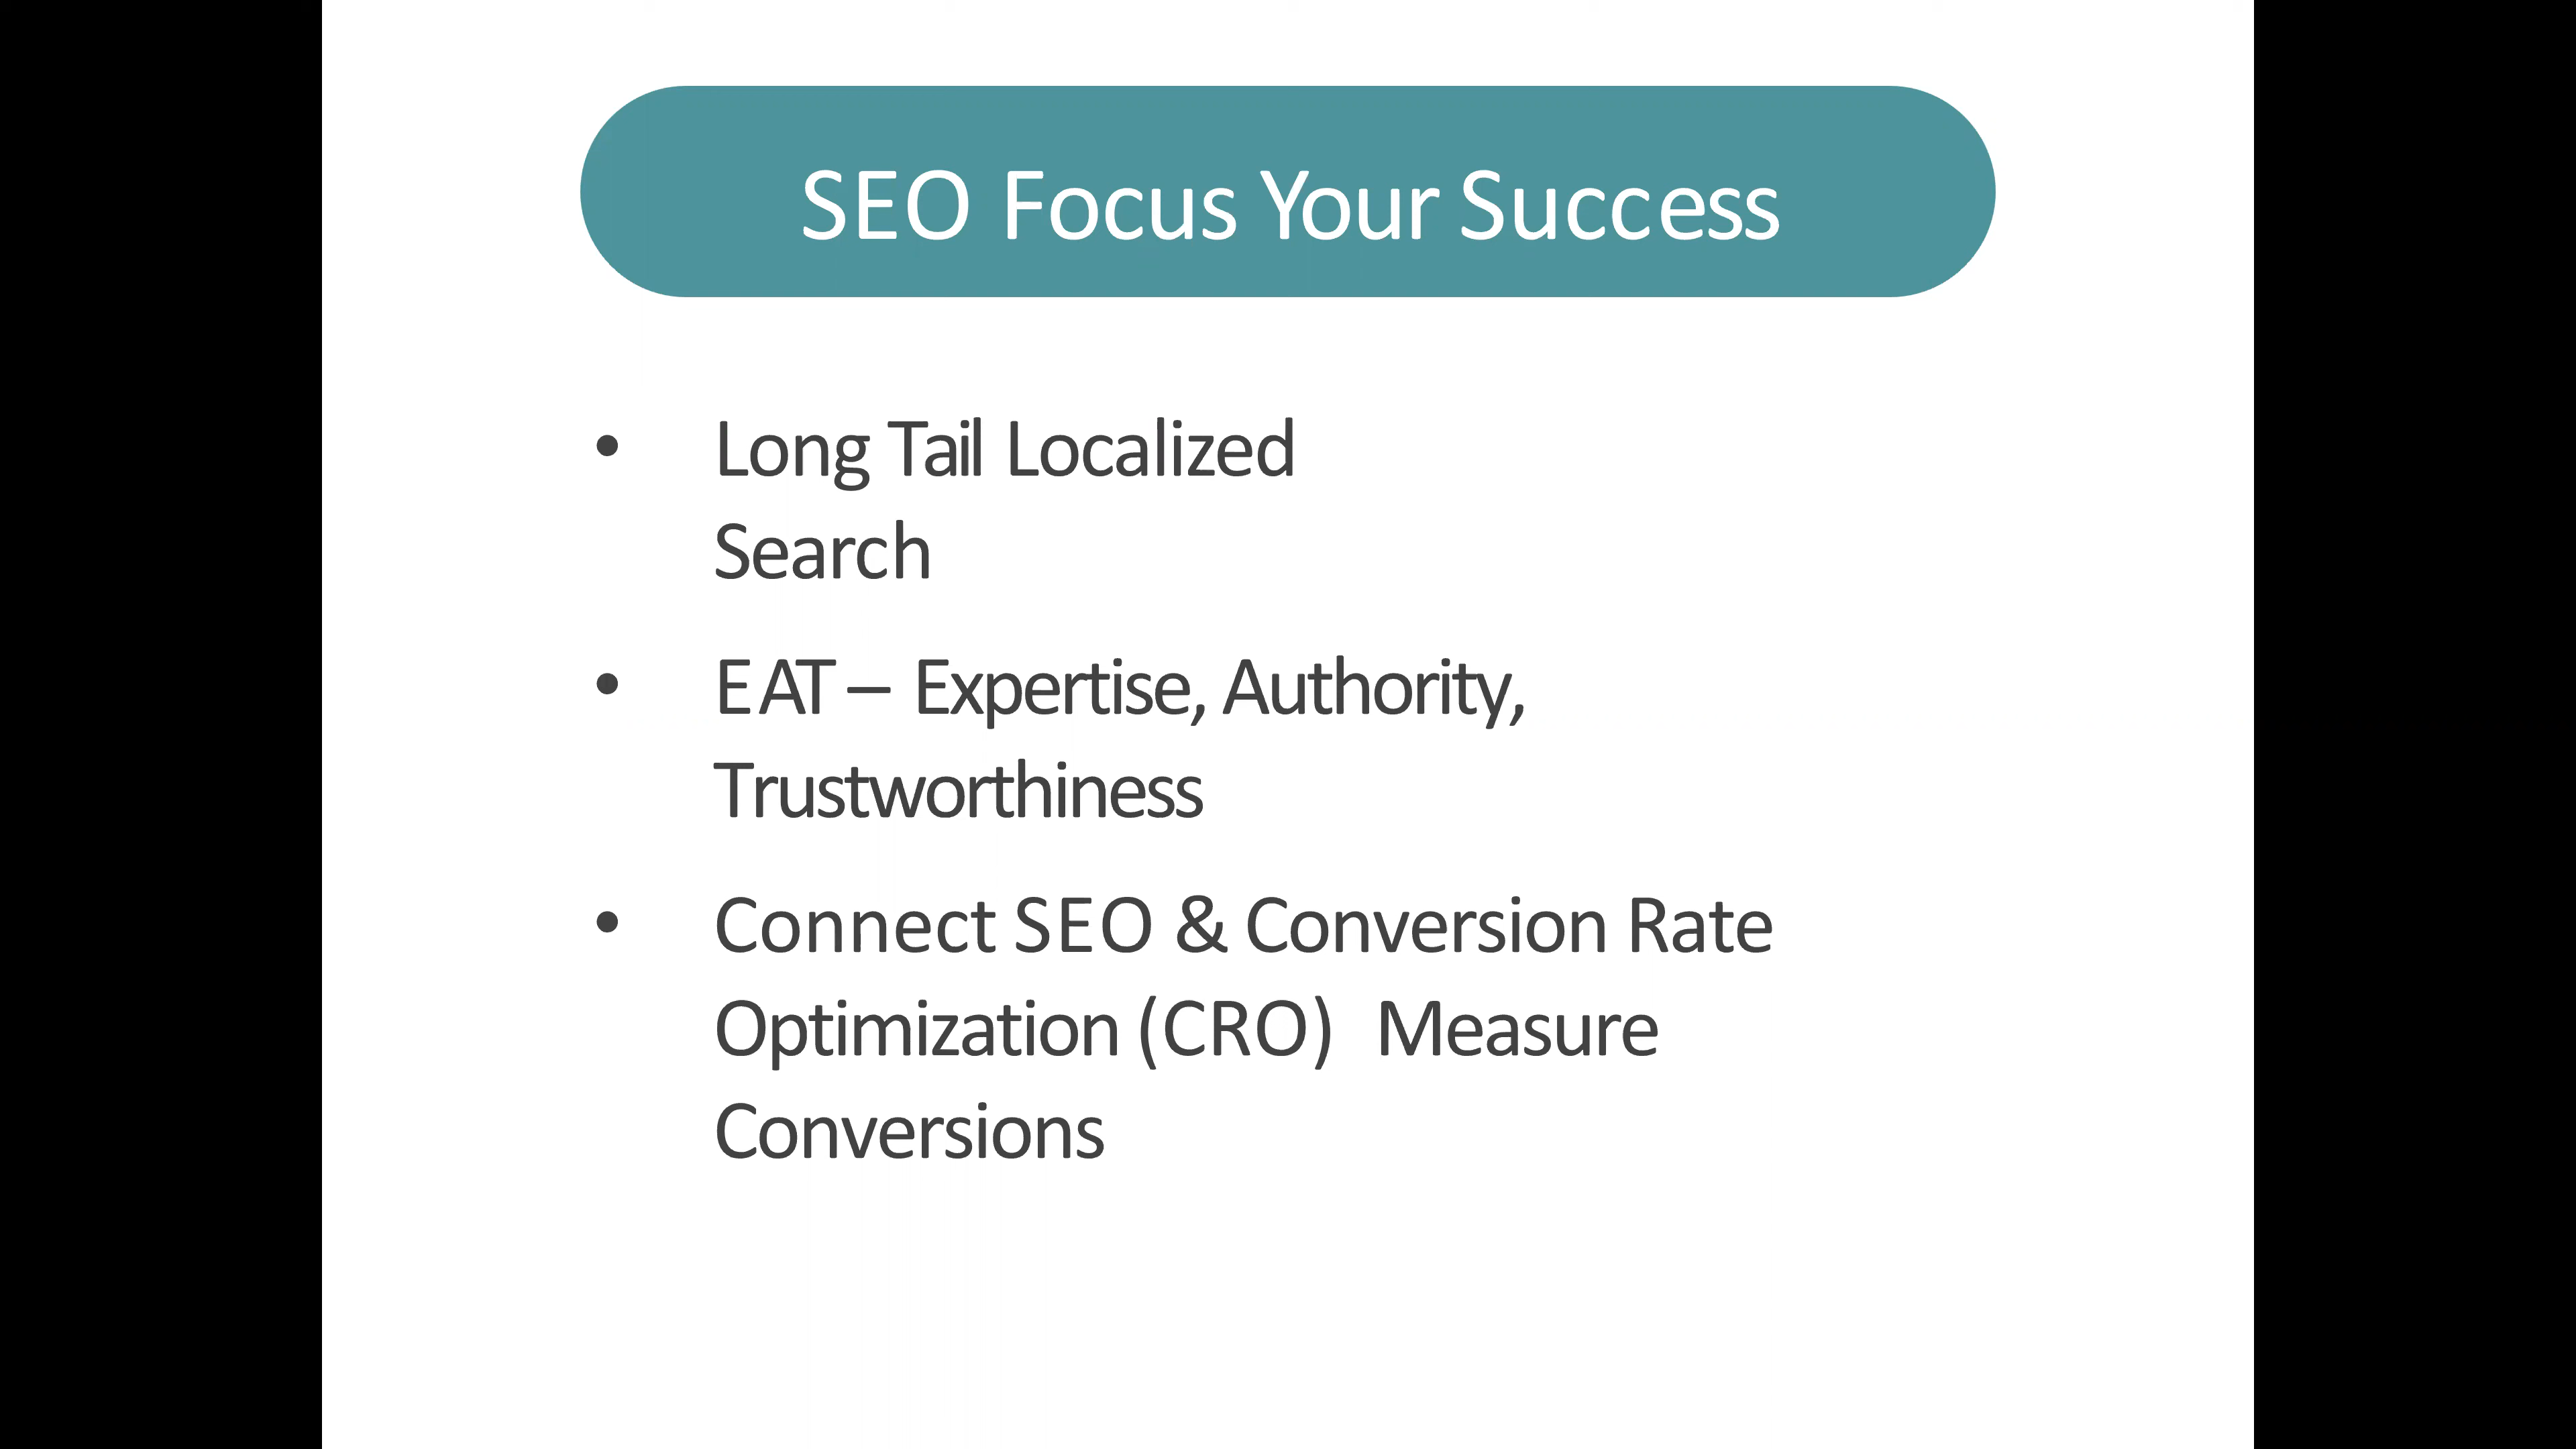 SEO Focus Your Success
• Long Tail Localized
Search
• EAT – Expertise, Authority,
Trustworthiness
• Connect SEO & Conversion Rate
Optimization (CRO) Measure
Conversions